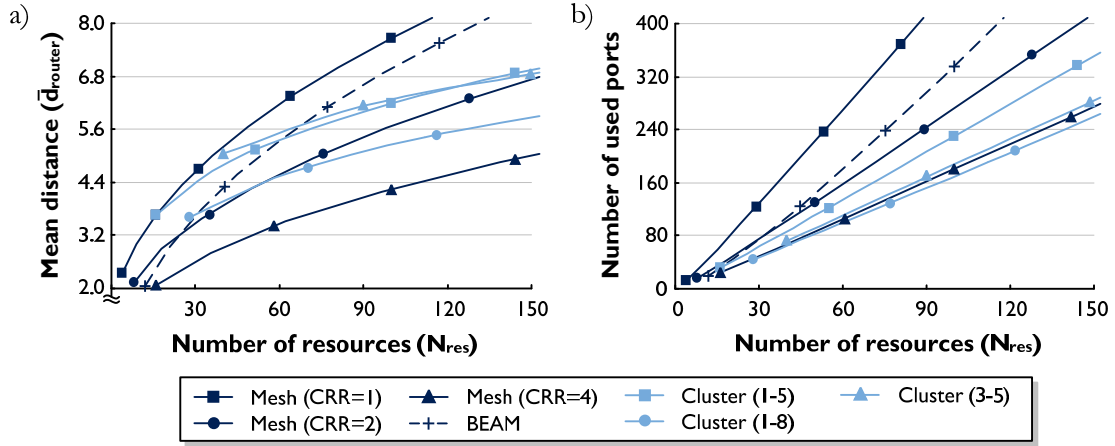 a)
8.0
6.8
5.6
4.4
3.2
2.0
Mean distance (d̄router)
30
60
90
120
150
Number of resources (Nres)
b)
400
320
240
160
80
0
Number of used ports
0
30
60
90
120
150
Number of resources (Nres)
Mesh (CRR=1)
Mesh (CRR=4)
Cluster (1-5)
Cluster (3-5)
Mesh (CRR=2)
BEAM
Cluster (1-8)